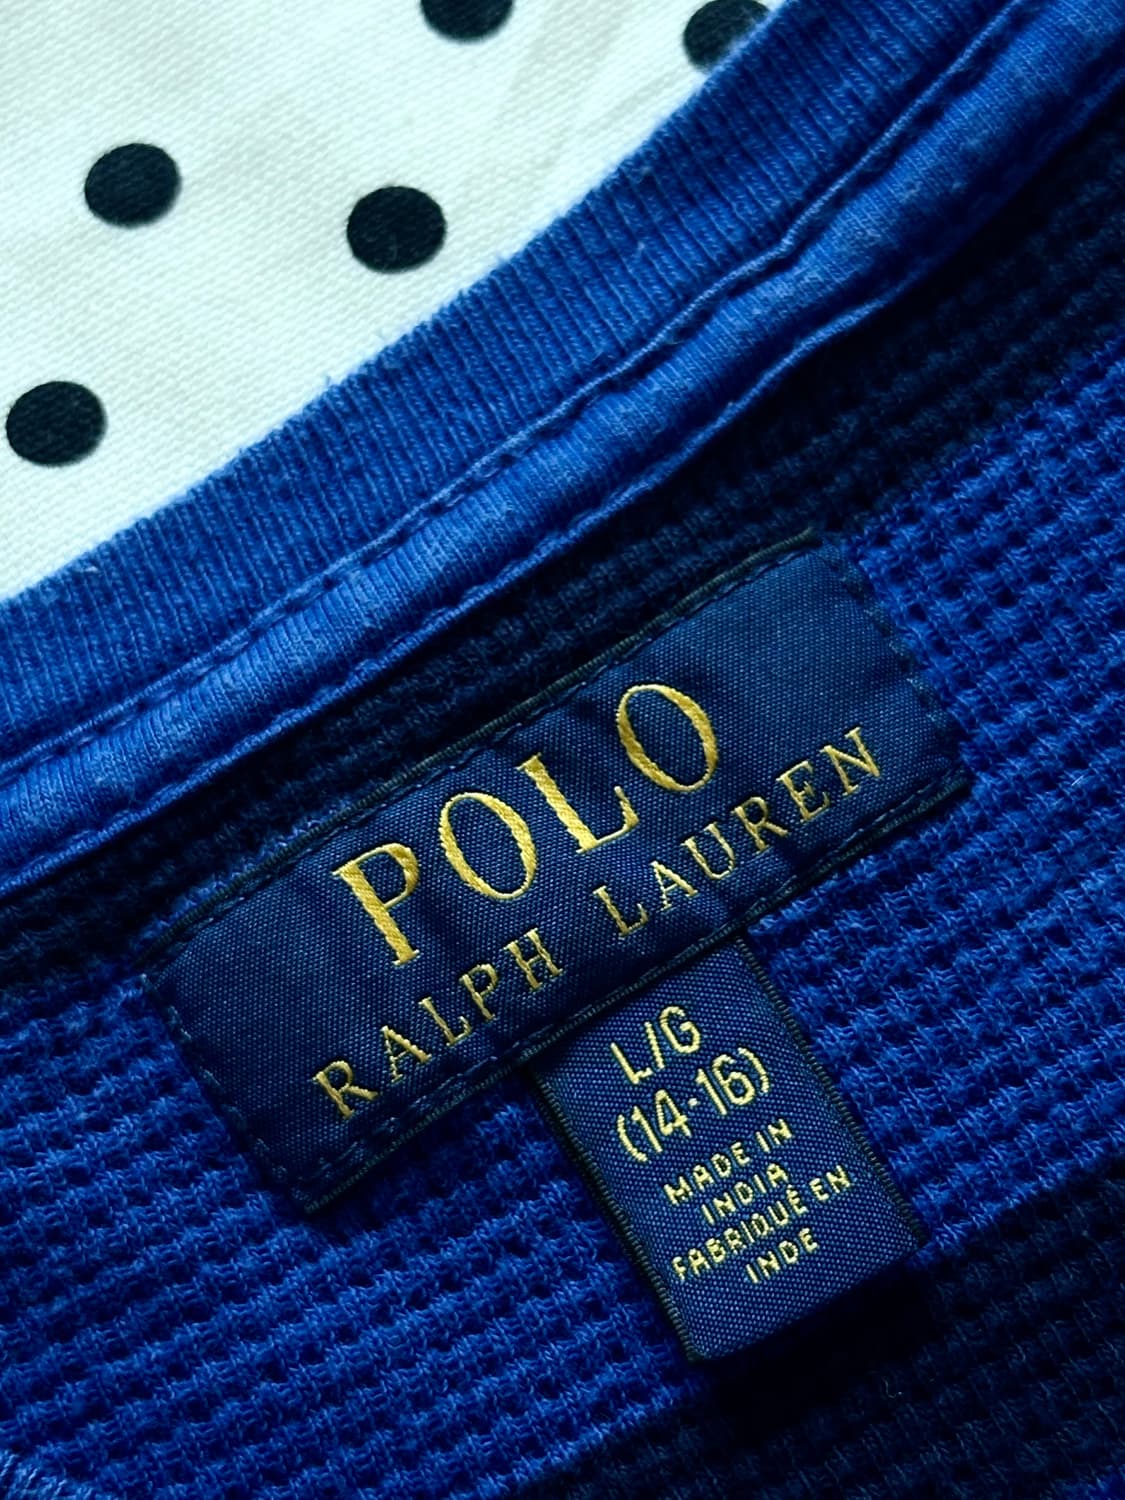 POLO
RALPH LAUREN
L/G
(14-16)
MADE IN
INDIA
FABRIQUÉ EN
INDE